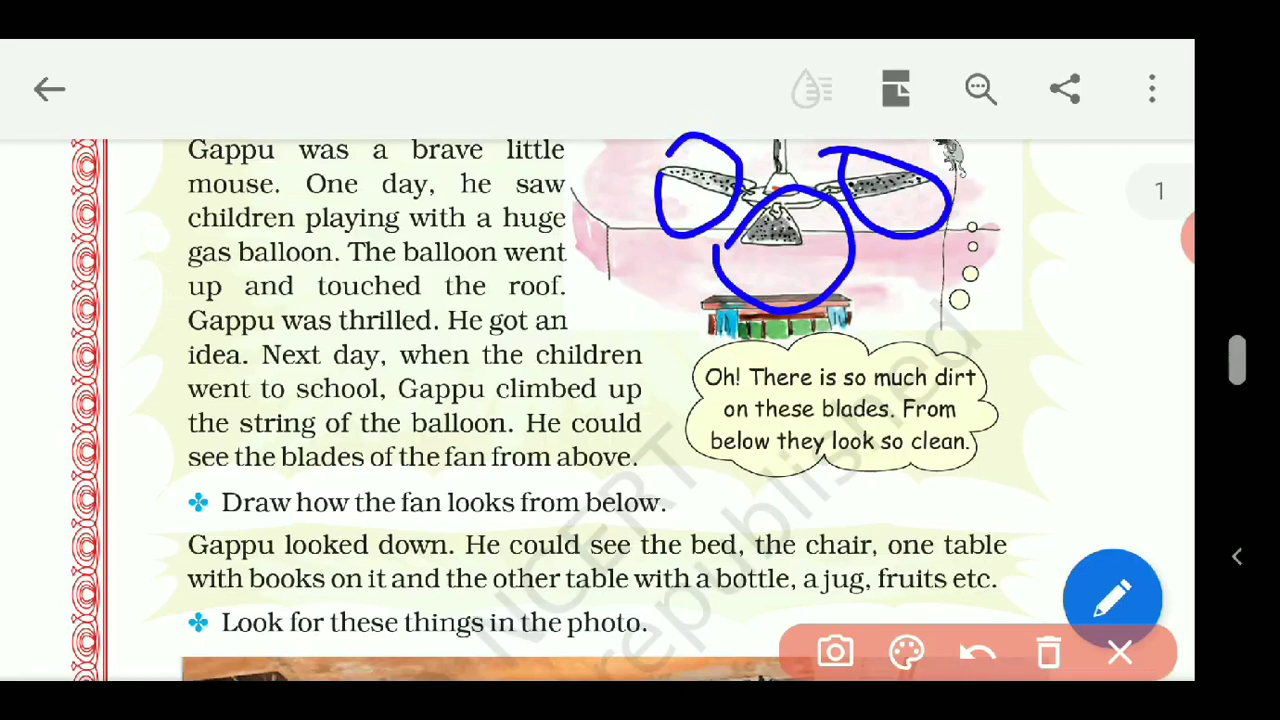 1
Gappu was a brave little
mouse. One day, he saw
children playing with a huge
gas balloon. The balloon went
up and touched the roof.
Gappu was thrilled. He got an
idea. Next day, when the children
went to school, Gappu climbed up
the string of the balloon. He could
see the blades of the fan from above.
Oh! There is so much dirt
on these blades. From
below they look so clean.
Draw how the fan looks from below.
Gappu looked down. He could see the bed, the chair, one table
with books on it and the other table with a bottle, a jug, fruits etc.
Look for these things in the photo.
NCERT
republished